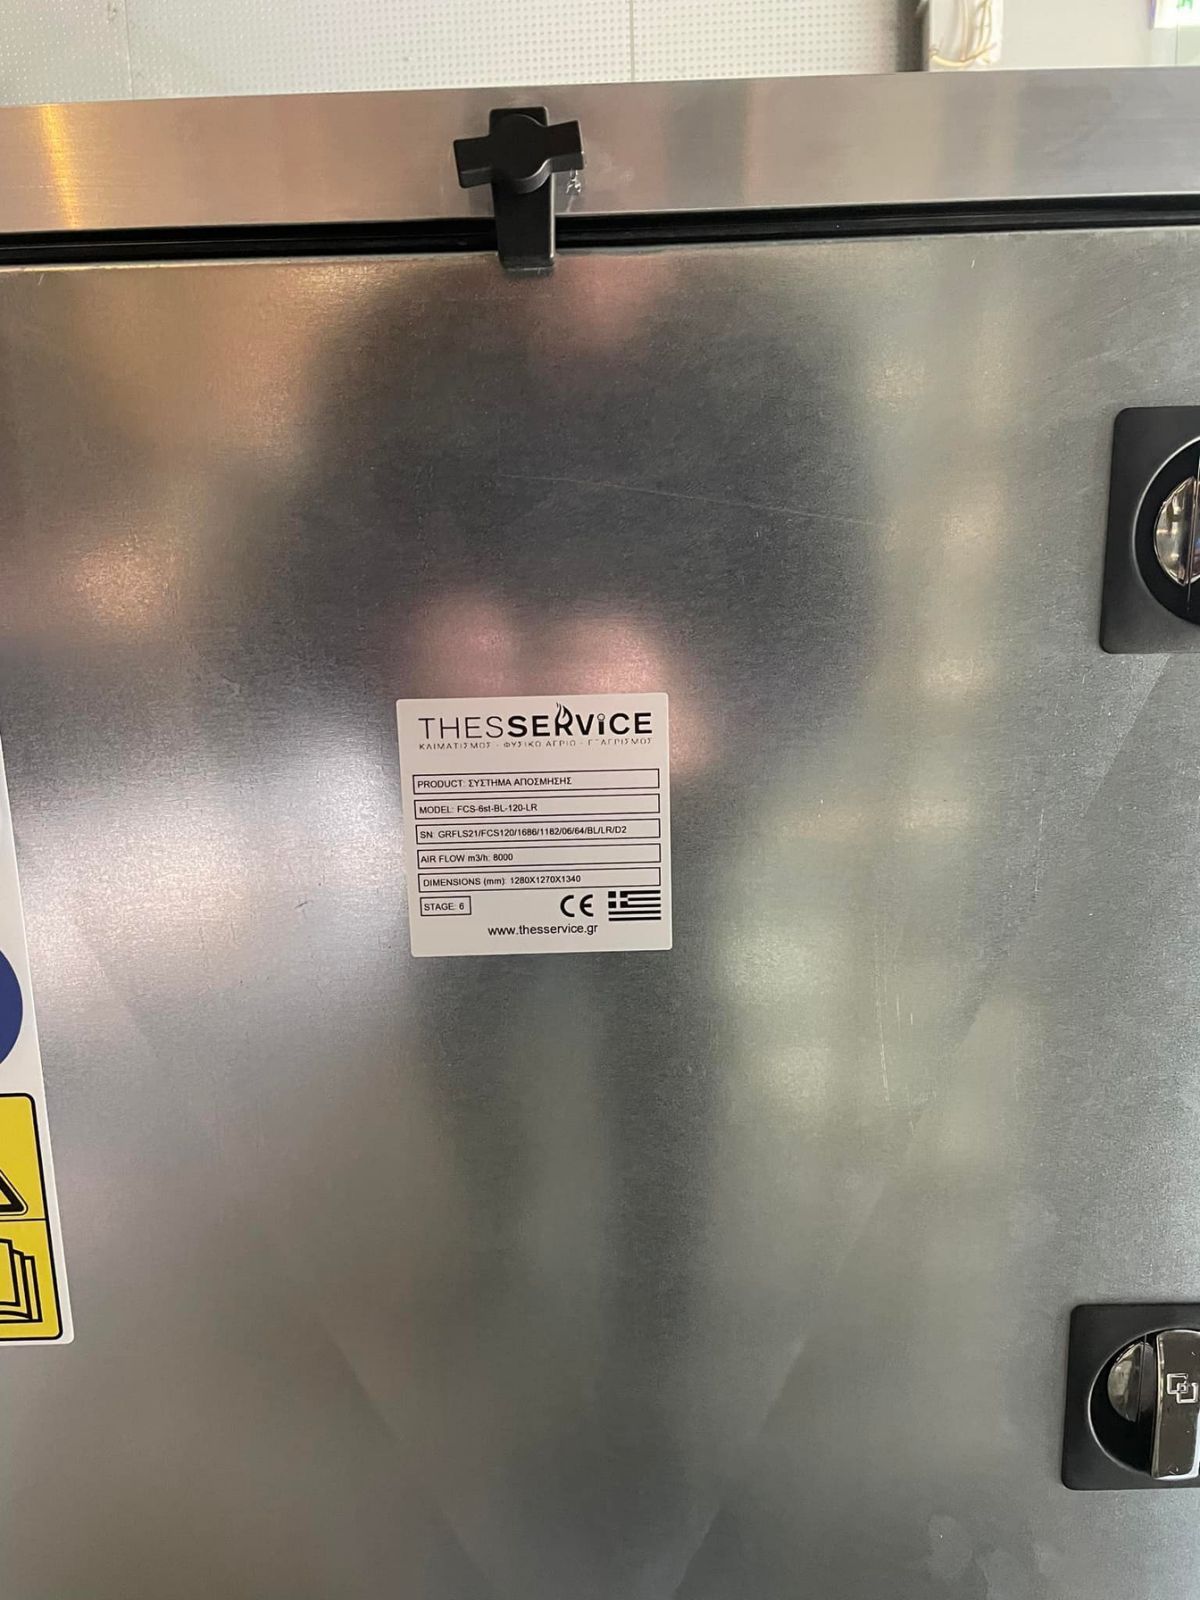 THESSERVICE
ΚΛΙΜΑΤΙΣΜΟΣ - ΦΥΣΙΚΟ ΑΕΡΙΟ - ΕΞΑΕΡΙΣΜΟΣ
PRODUCT: ΣΥΣΤΗΜΑ ΑΠΟΣΜΗΣΗΣ
MODEL: FCS-6st-BL-120-LR
SN: GRFLS21/FCS120/1686/1182/06/64/BL/LR/D2
AIR FLOW m3/h: 8000
DIMENSIONS (mm): 1280X1270X1340
STAGE: 6
CE
www.thesservice.gr